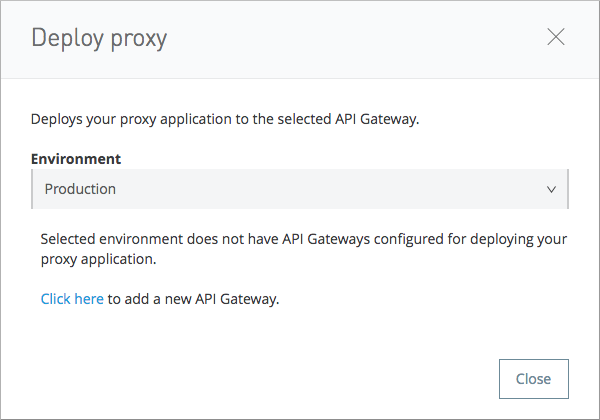 Deploy proxy
Deploys your proxy application to the selected API Gateway.
Environment
Production
Selected environment does not have API Gateways configured for deploying your
proxy application.
Click here to add a new API Gateway.
Close